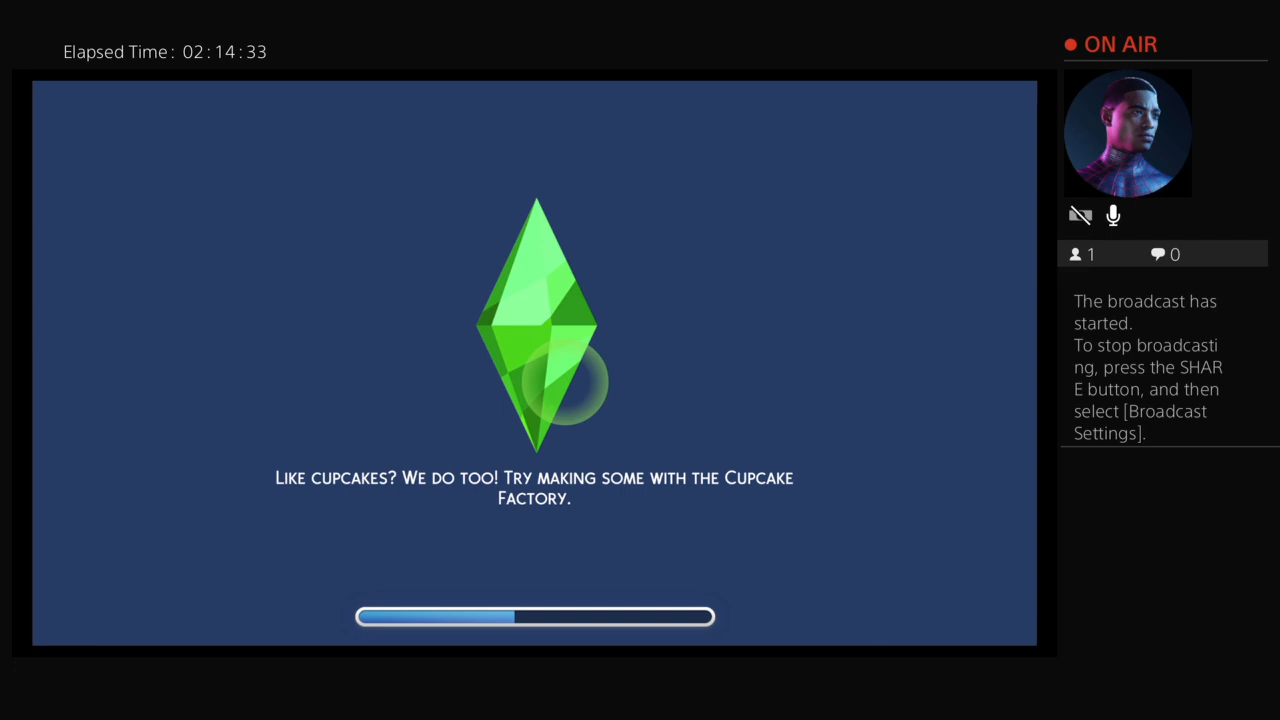 Elapsed Time: 02:14:33
ON AIR
1 0
The broadcast has
started.
To stop broadcasti
ng, press the SHAR
E button, and then
select [Broadcast
Settings].
LIKE CUPCAKES? WE DO TOO! TRY MAKING SOME WITH THE CUPCAKE
FACTORY.